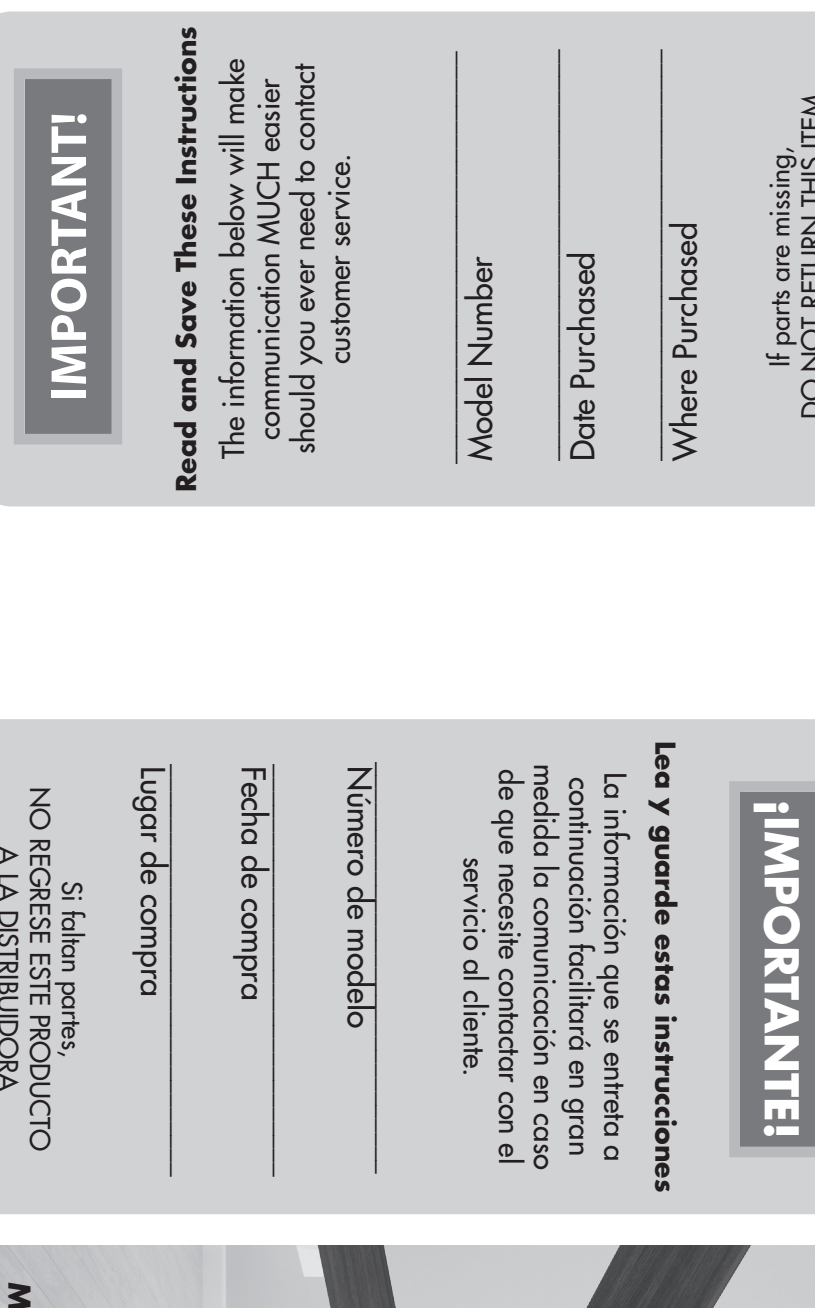 IMPORTANT!
Read and Save These Instructions
The information below will make
communication MUCH easier
should you ever need to contact
customer service.
Model Number
Date Purchased
Where Purchased
If parts are missing,
DO NOT RETURN THIS ITEM
¡IMPORTANTE!
Lea y guarde estas instrucciones
La información que se entreta a
continuación facilitará en gran
medida la comunicación en caso
de que necesite contactar con el
servicio al cliente.
Número de modelo
Fecha de compra
Lugar de compra
Si faltan partes,
NO REGRESE ESTE PRODUCTO
A LA DISTRIBUIDORA